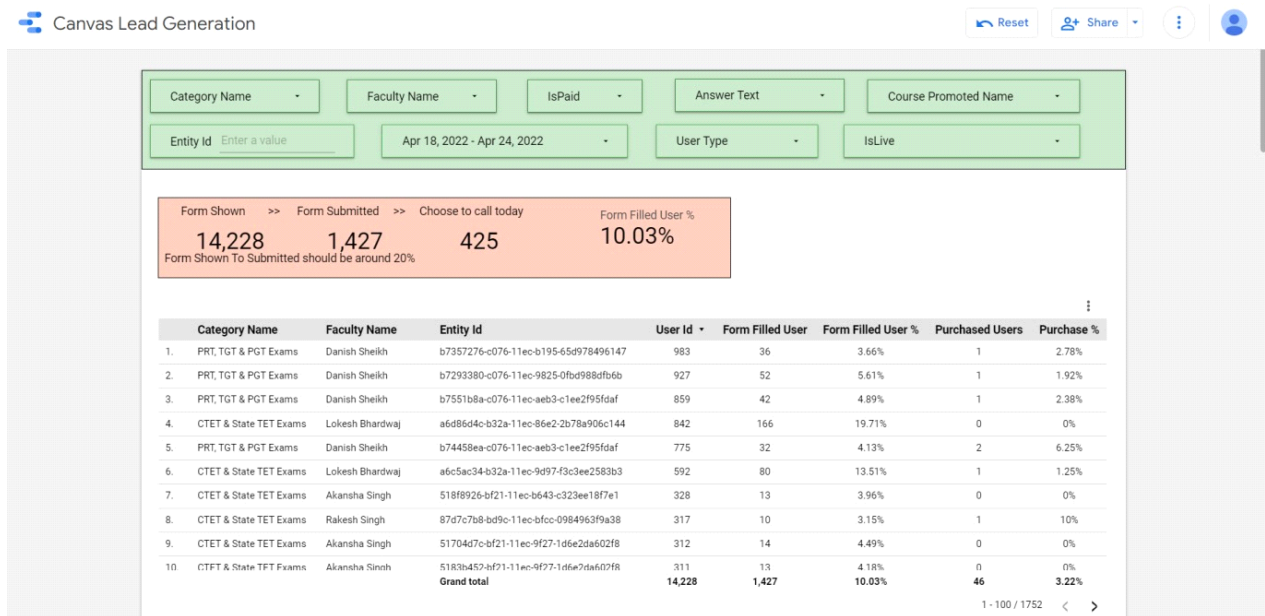 Canvas Lead Generation
Reset
Share
Category Name
Faculty Name
IsPaid
Answer Text
Course Promoted Name
Entity Id Enter a value
Apr 18, 2022 - Apr 24, 2022
User Type
IsLive
Form Shown >> Form Submitted >> Choose to call today
Form Filled User %
14,228 1,427 425 10.03%
Form Shown To Submitted should be around 20%
Category Name Faculty Name Entity Id User Id Form Filled User Form Filled User % Purchased Users Purchase %
1. PRT, TGT & PGT Exams Danish Sheikh b7357276-c076-11ec-b195-65d978496147 983 36 3.66% 1 2.78%
2. PRT, TGT & PGT Exams Danish Sheikh b7293380-c076-11ec-9825-0fbd988dfb6b 927 52 5.61% 1 1.92%
3. PRT, TGT & PGT Exams Danish Sheikh b7551b8a-c076-11ec-aeb3-c1ee2f95fdaf 859 42 4.89% 1 2.38%
4. CTET & State TET Exams Lokesh Bhardwaj a6d86d4c-b32a-11ec-86e2-2b78a906c144 842 166 19.71% 0 0%
5. PRT, TGT & PGT Exams Danish Sheikh b74458ea-c076-11ec-aeb3-c1ee2f95fdaf 775 32 4.13% 2 6.25%
6. CTET & State TET Exams Lokesh Bhardwaj a6c5ac34-b32a-11ec-9d97-f3c3ee2583b3 592 80 13.51% 1 1.25%
7. CTET & State TET Exams Akansha Singh 518f8926-bf21-11ec-b643-c323ee18f7e1 328 13 3.96% 0 0%
8. CTET & State TET Exams Rakesh Singh 87d7c7b8-bd9c-11ec-bfcc-0984963f9a38 317 10 3.15% 1 10%
9. CTET & State TET Exams Akansha Singh 51704d7c-bf21-11ec-9f27-1d6e2da602f8 312 14 4.49% 0 0%
10. CTET & State TET Exams Akansha Singh 5183b452-bf21-11ec-9f27-1d6e2da602f8 311 13 4.18% 0 0%
Grand total 14,228 1,427 10.03% 46 3.22%
1 - 100 / 1752